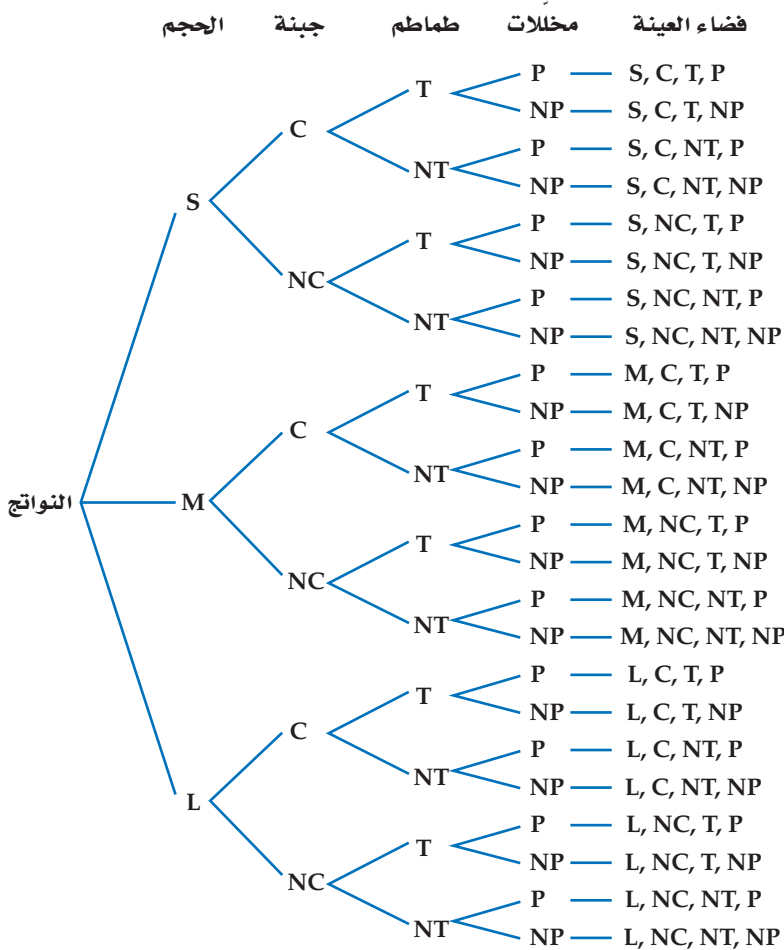 الحجم جبنة طماطم مخلّلات فضاء العينة
P S, C, T, P
T
NP S, C, T, NP
C
P S, C, NT, P
NT
NP S, C, NT, NP
S
P S, NC, T, P
T
NP S, NC, T, NP
NC
P S, NC, NT, P
NT
NP S, NC, NT, NP
P M, C, T, P
T
NP M, C, T, NP
C
P M, C, NT, P
NT
NP M, C, NT, NP
النواتج M
P M, NC, T, P
T
NP M, NC, T, NP
NC
P M, NC, NT, P
NT
NP M, NC, NT, NP
P L, C, T, P
T
NP L, C, T, NP
C
P L, C, NT, P
NT
NP L, C, NT, NP
L
P L, NC, T, P
T
NP L, NC, T, NP
NC
P L, NC, NT, P
NT
NP L, NC, NT, NP